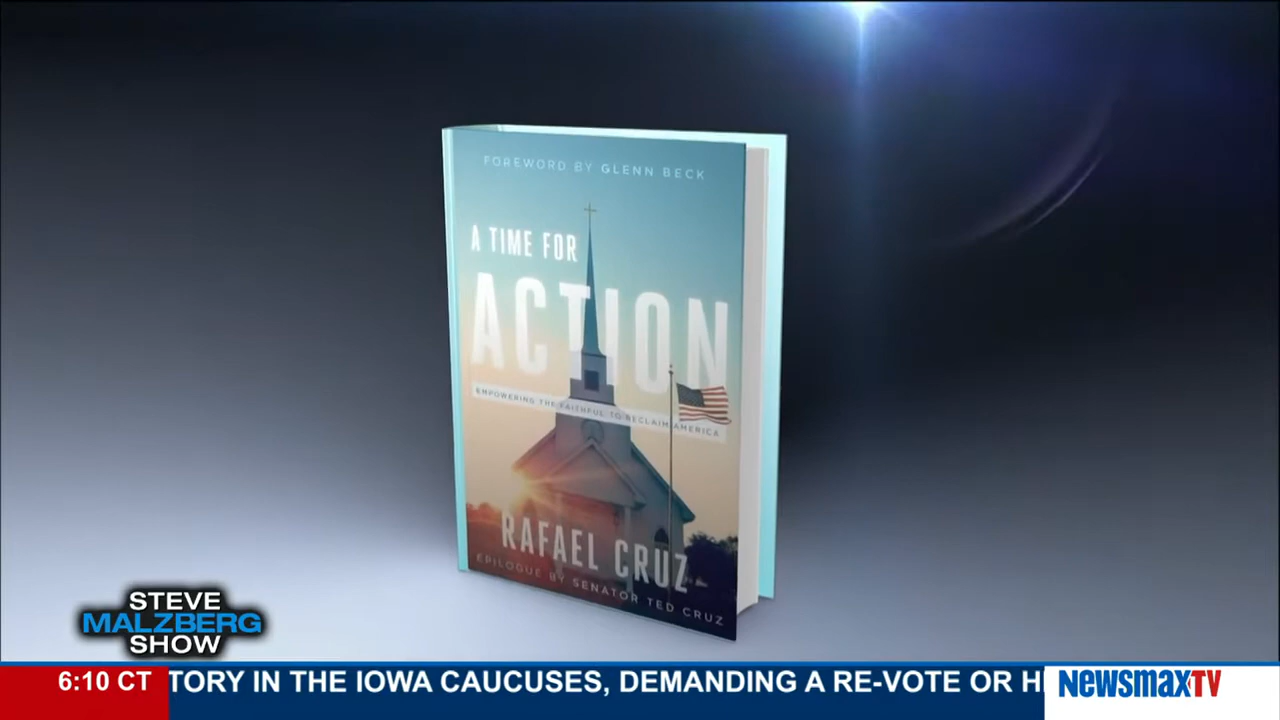 FOREWORD BY GLENN BECK
A TIME FOR
ACTION
EMPOWERING THE FAITHFUL TO RECLAIM AMERICA
RAFAEL CRUZ
EPILOGUE BY SENATOR TED CRUZ
STEVE
MALZBERG
SHOW
6:10 CT TORY IN THE IOWA CAUCUSES, DEMANDING A RE-VOTE OR H NEWSMAXTV